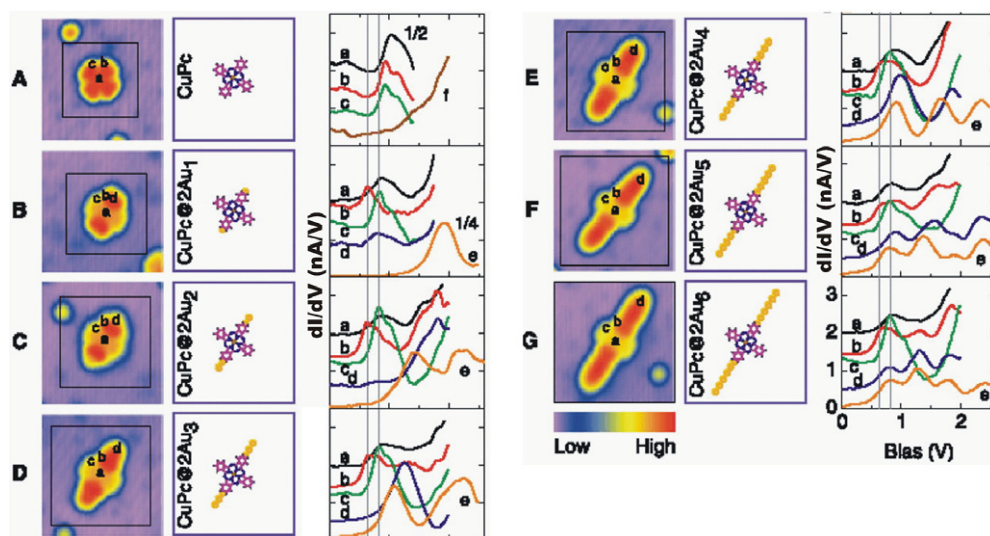 A
c b
a
CuPc
a
b
c
1/2
f
B
c b d
a
CuPc@2Au1
a
b
c
d
1/4
e
C
c b d
a
CuPc@2Au2
a
b
c
d
e
D
c b d
a
CuPc@2Au3
a
b
c
d
e
dI/dV (nA/V)
E
c b d
a
CuPc@2Au4
a
b
c
d
e
F
c b d
a
CuPc@2Au5
a
b
c
d
e
G
c b d
a
CuPc@2Au6
a
b
c
d
e
dI/dV (nA/V)
3
2
1
0
0 1 2
Bias (V)
Low High